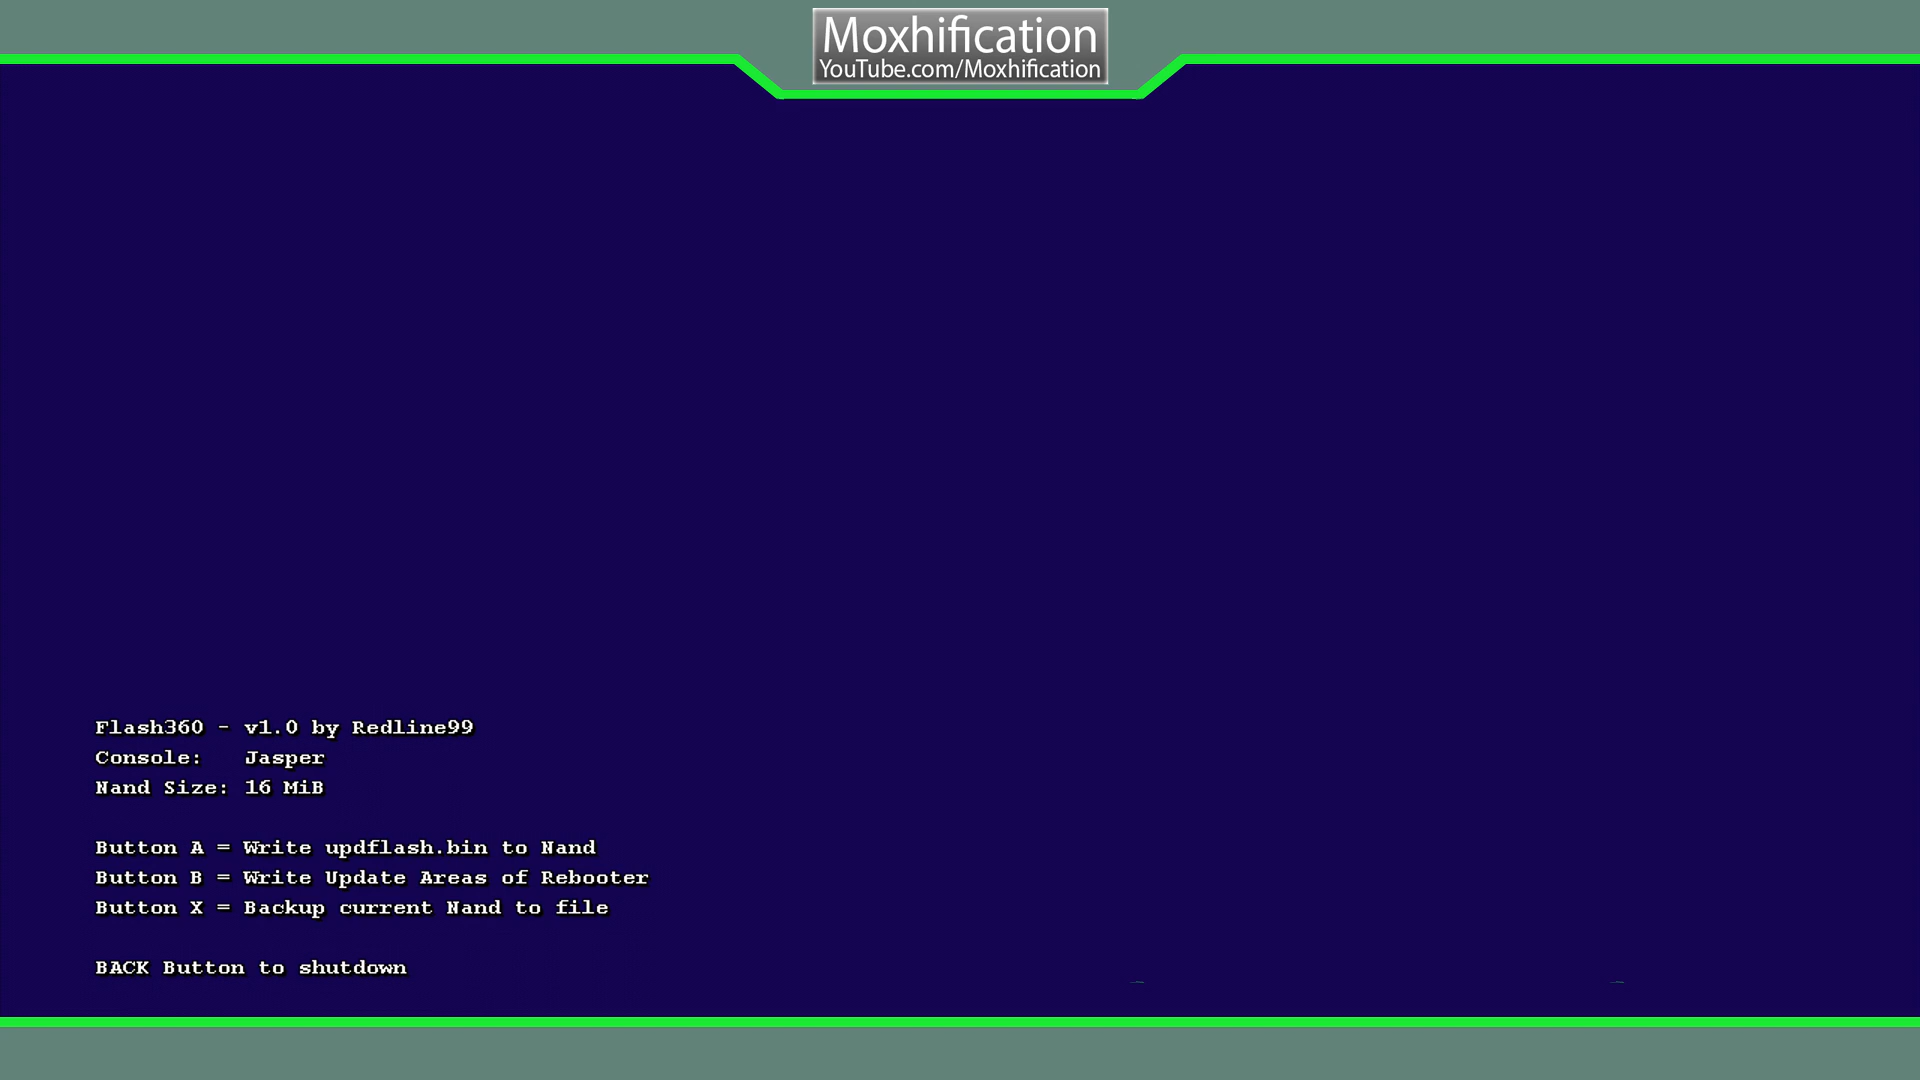 Moxhification
YouTube.com/Moxhification
Flash360 - v1.0 by Redline99
Console: Jasper
Nand Size: 16 MiB
Button A = Write updflash.bin to Nand
Button B = Write Update Areas of Rebooter
Button X = Backup current Nand to file
BACK Button to shutdown